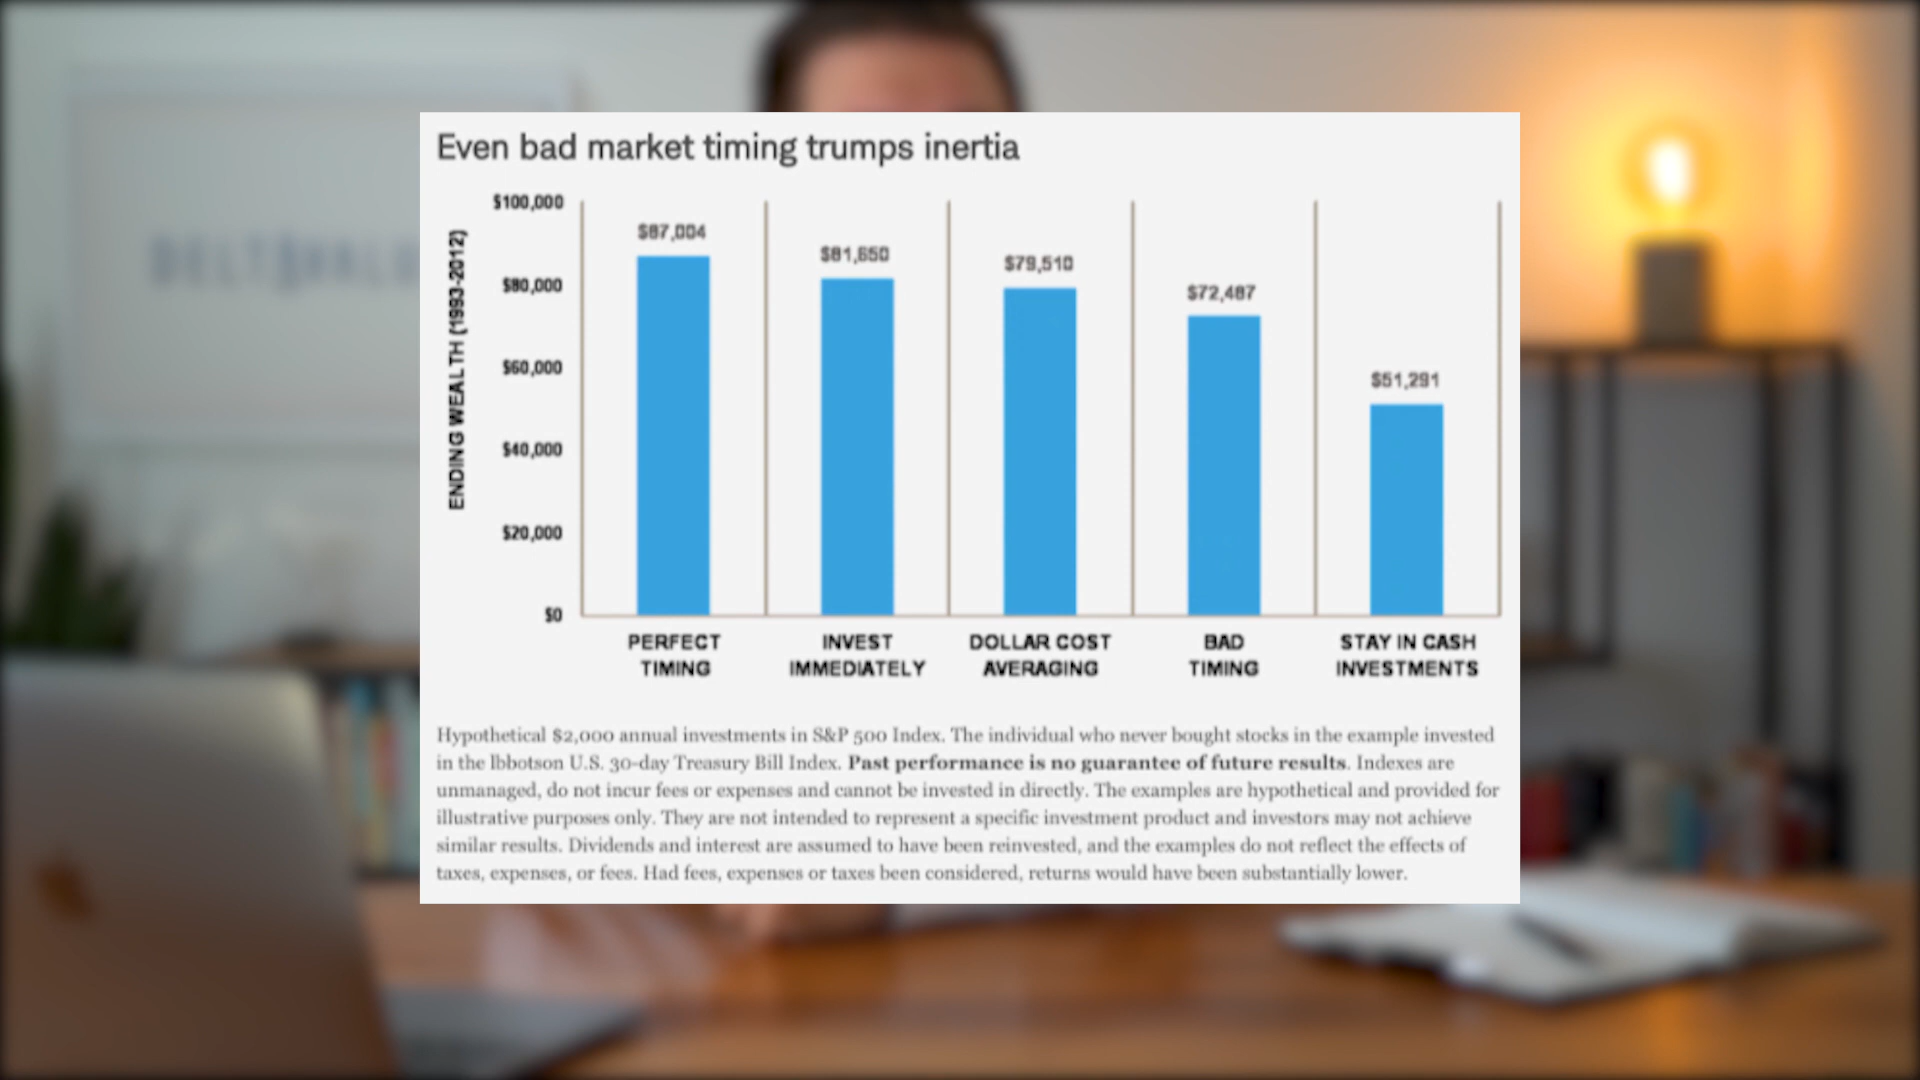 Even bad market timing trumps inertia
ENDING WEALTH (1993-2012)
$100,000
$80,000
$60,000
$40,000
$20,000
$0
$87,004
$81,650
$79,510
$72,487
$51,291
PERFECT TIMING
INVEST IMMEDIATELY
DOLLAR COST AVERAGING
BAD TIMING
STAY IN CASH INVESTMENTS
Hypothetical $2,000 annual investments in S&P 500 Index. The individual who never bought stocks in the example invested
in the Ibbotson U.S. 30-day Treasury Bill Index. Past performance is no guarantee of future results. Indexes are
unmanaged, do not incur fees or expenses and cannot be invested in directly. The examples are hypothetical and provided for
illustrative purposes only. They are not intended to represent a specific investment product and investors may not achieve
similar results. Dividends and interest are assumed to have been reinvested, and the examples do not reflect the effects of
taxes, expenses, or fees. Had fees, expenses or taxes been considered, returns would have been substantially lower.